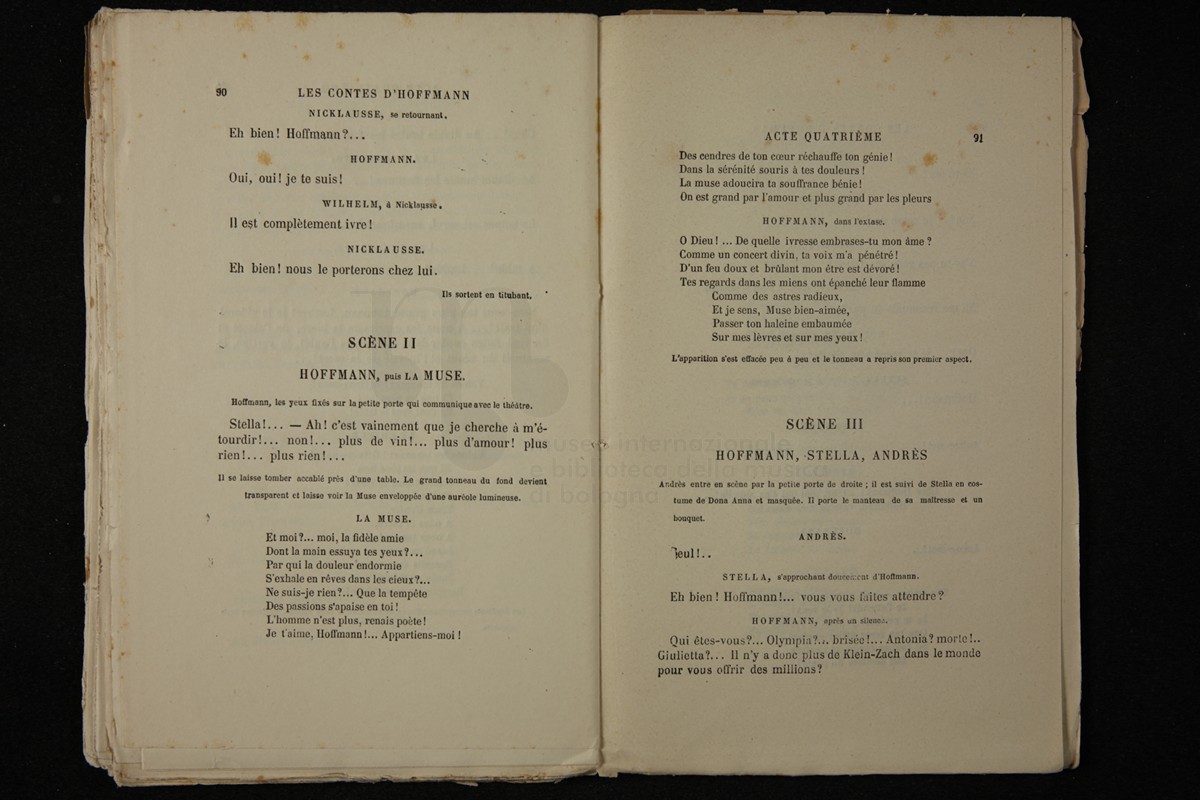 90 LES CONTES D'HOFFMANN
NICKLAUSSE, se retournant.
Eh bien! Hoffmann?...
HOFFMANN.
Oui, oui! je te suis!
WILHELM, à Nicklausse.
Il est complètement ivre!
NICKLAUSSE.
Eh bien! nous le porterons chez lui.
Ils sortent en titubant.
SCÈNE II
HOFFMANN, puis LA MUSE.
Hoffmann, les yeux fixés sur la petite porte qui communique avec le théâtre.
Stella!... — Ah! c'est vainement que je cherche à m'é-
tourdir!... non!... plus de vin!... plus d'amour! plus
rien!... plus rien!...
Il se laisse tomber accablé près d'une table. Le grand tonneau du fond devient
transparent et laisse voir la Muse enveloppée d'une auréole lumineuse.
LA MUSE.
Et moi?... moi, la fidèle amie
Dont la main essuya tes yeux?...
Par qui la douleur endormie
S'exhale en rêves dans les cieux?...
Ne suis-je rien?... Que la tempête
Des passions s'apaise en toi!
L'homme n'est plus, renais poëte!
Je t'aime, Hoffmann!... Appartiens-moi!
ACTE QUATRIÈME 91
Des cendres de ton cœur réchauffe ton génie!
Dans la sérénité souris à tes douleurs!
La muse adoucira ta souffrance bénie!
On est grand par l'amour et plus grand par les pleurs
HOFFMANN, dans l'extase.
O Dieu! ... De quelle ivresse embrases-tu mon âme?
Comme un concert divin, ta voix m'a pénétré!
D'un feu doux et brûlant mon être est dévoré!
Tes regards dans les miens ont épanché leur flamme
Comme des astres radieux,
Et je sens, Muse bien-aimée,
Passer ton haleine embaumée
Sur mes lèvres et sur mes yeux!
L'apparition s'est effacée peu à peu et le tonneau a repris son premier aspect.
SCÈNE III
HOFFMANN, STELLA, ANDRÈS
Andrès entre en scène par la petite porte de droite; il est suivi de Stella en cos-
tume de Dona Anna et masquée. Il porte le manteau de sa maîtresse et un
bouquet.
ANDRÈS.
Seul!..
STELLA, s'approchant doucement d'Hoffmann.
Eh bien! Hoffmann!... vous vous faites attendre?
HOFFMANN, après un silence.
Qui êtes-vous?... Olympia?... brisée!... Antonia? morte!..
Giulietta?... Il n'y a donc plus de Klein-Zach dans le monde
pour vous offrir des millions?
museo internazionale
e biblioteca della musica
di bologna